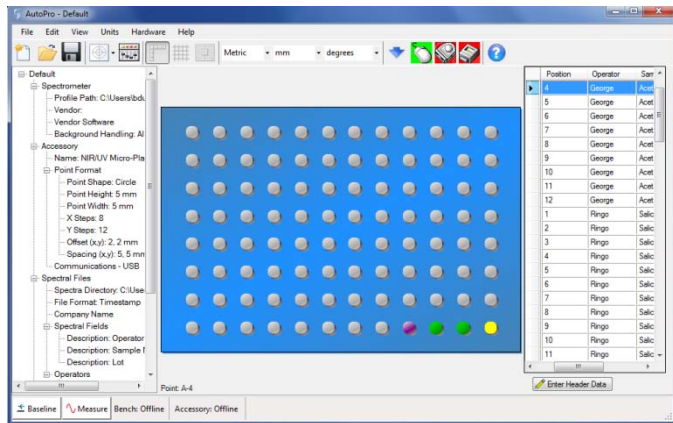 AutoPro - Default
File Edit View Units Hardware Help
Metric mm degrees
Default
Spectrometer
Profile Path: C:\Users\bdu
Vendor:
Vendor Software
Background Handling: Al
Accessory
Name: NIR/UV Micro-Pla
Point Format
Point Shape: Circle
Point Height: 5 mm
Point Width: 5 mm
X Steps: 8
Y Steps: 12
Offset (x,y): 2, 2 mm
Spacing (x,y): 5, 5 mm
Communications - USB
Spectral Files
Spectra Directory: C:\Use
File Format: Timestamp
Company Name
Spectral Fields
Description: Operator
Description: Sample
Description: Lot
Operators
Point: A-4
Position Operator Sam
4 George Acet
5 George Acet
6 George Acet
7 George Acet
8 George Acet
9 George Acet
10 George Acet
11 George Acet
12 George Acet
1 Ringo Salic
2 Ringo Salic
3 Ringo Salic
4 Ringo Salic
5 Ringo Salic
6 Ringo Salic
7 Ringo Salic
8 Ringo Salic
9 Ringo Salic
10 Ringo Salic
11 Ringo Salic
Enter Header Data
Baseline Measure Bench: Offline Accessory: Offline